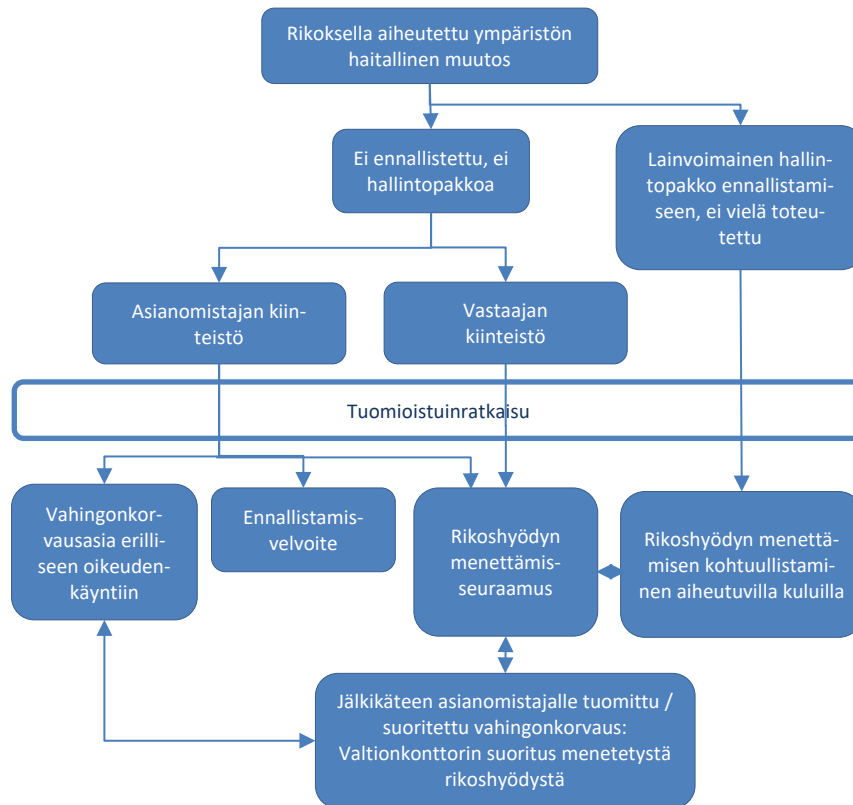 Rikoksella aiheutettu ympäristön
haitallinen muutos
Ei ennallistettu, ei
hallintopakkoa
Lainvoimainen hallin-
topakko ennallistami-
seen, ei vielä toteu-
tettu
Asianomistajan kiin-
teistö
Vastaajan
kiinteistö
Tuomioistuinratkaisu
Vahingonkor-
vausasia erilli-
seen oikeuden-
käyntiin
Ennallistamis-
velvoite
Rikoshyödyn
menettämis-
seuraamus
Rikoshyödyn menettä-
misen kohtuullistami-
nen aiheutuvilla kuluilla
Jälkikäteen asianomistajalle tuomittu /
suoritettu vahingonkorvaus:
Valtionkonttorin suoritus menetetystä
rikoshyödystä